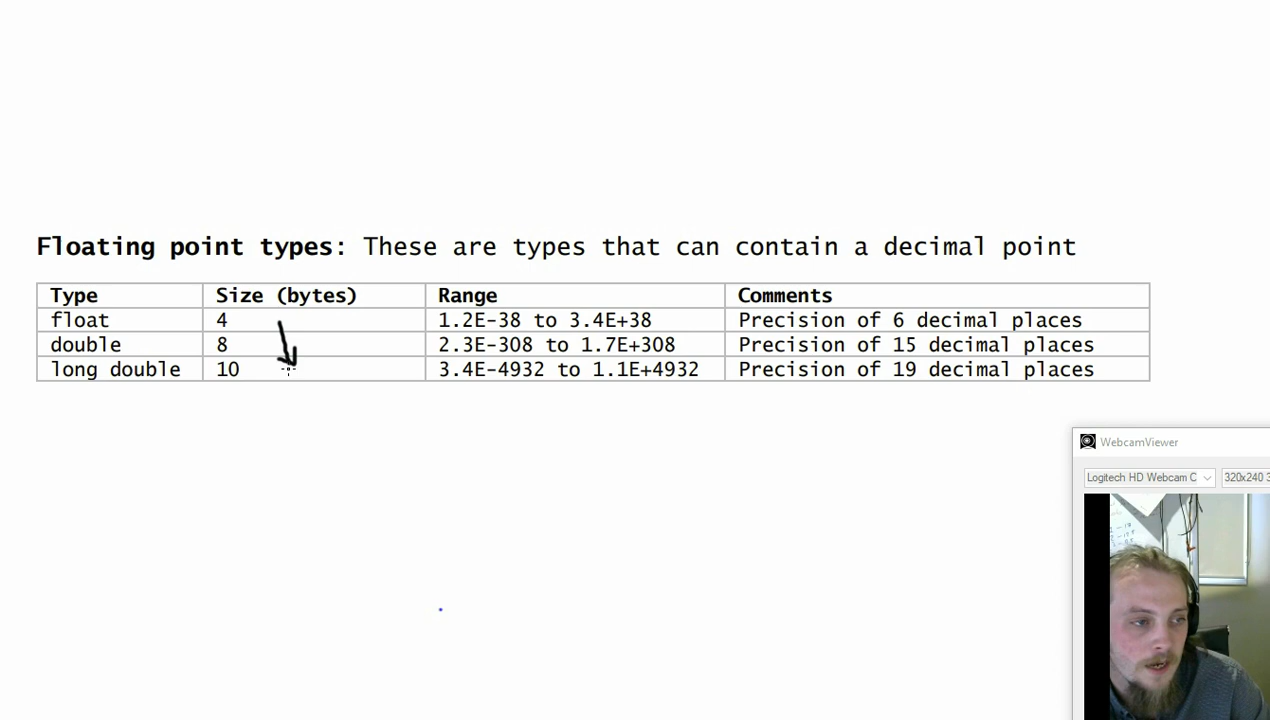 Floating point types: These are types that can contain a decimal point
Type Size (bytes) Range Comments
float 4 1.2E-38 to 3.4E+38 Precision of 6 decimal places
double 8 2.3E-308 to 1.7E+308 Precision of 15 decimal places
long double 10 3.4E-4932 to 1.1E+4932 Precision of 19 decimal places
WebcamViewer
Logitech HD Webcam C 320x240 3